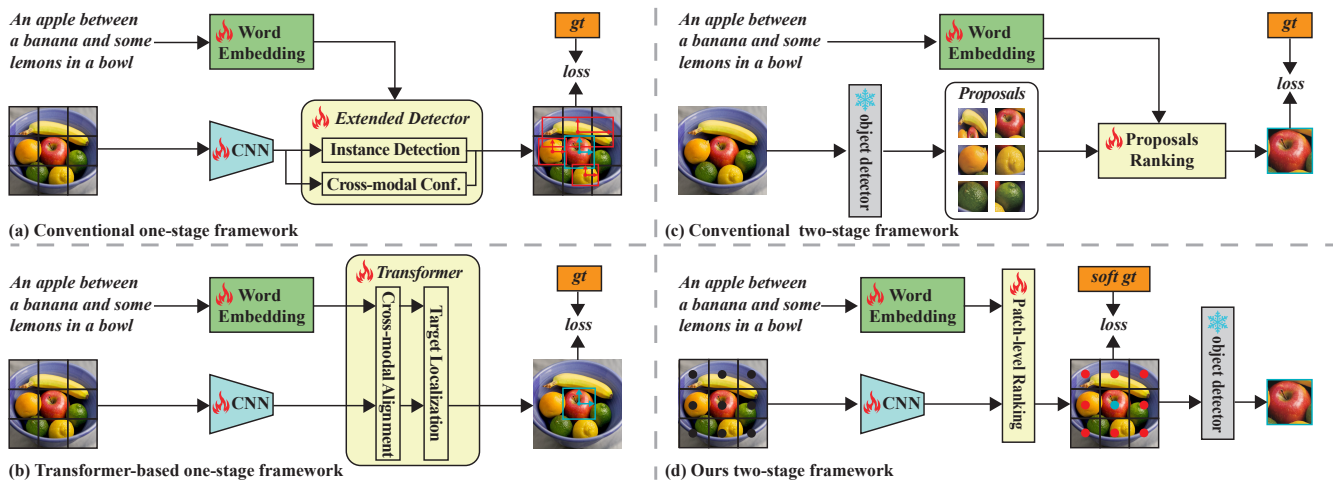 An apple between
a banana and some
lemons in a bowl
Word
Embedding
gt
loss
CNN
Extended Detector
Instance Detection
Cross-modal Conf.
(a) Conventional one-stage framework
An apple between
a banana and some
lemons in a bowl
Word
Embedding
gt
loss
object detector
Proposals
Proposals
Ranking
(c) Conventional two-stage framework
An apple between
a banana and some
lemons in a bowl
Word
Embedding
CNN
Transformer
Cross-modal Alignment
Target Localization
gt
loss
(b) Transformer-based one-stage framework
An apple between
a banana and some
lemons in a bowl
Word
Embedding
CNN
Patch-level Ranking
soft gt
loss
object detector
(d) Ours two-stage framework